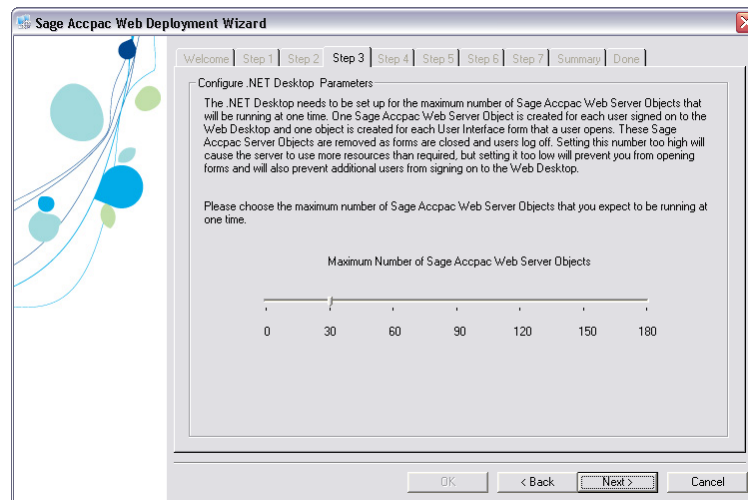 Sage Accpac Web Deployment Wizard
Welcome Step 1 Step 2 Step 3 Step 4 Step 5 Step 6 Step 7 Summary Done
Configure .NET Desktop Parameters
The .NET Desktop needs to be set up for the maximum number of Sage Accpac Web Server Objects that
will be running at one time. One Sage Accpac Web Server Object is created for each user signed on to the
Web Desktop and one object is created for each User Interface form that a user opens. These Sage
Accpac Server Objects are removed as forms are closed and users log off. Setting this number too high will
cause the server to use more resources than required, but setting it too low will prevent you from opening
forms and will also prevent additional users from signing on to the Web Desktop.
Please choose the maximum number of Sage Accpac Web Server Objects that you expect to be running at
one time.
Maximum Number of Sage Accpac Web Server Objects
0 30 60 90 120 150 180
OK < Back Next > Cancel